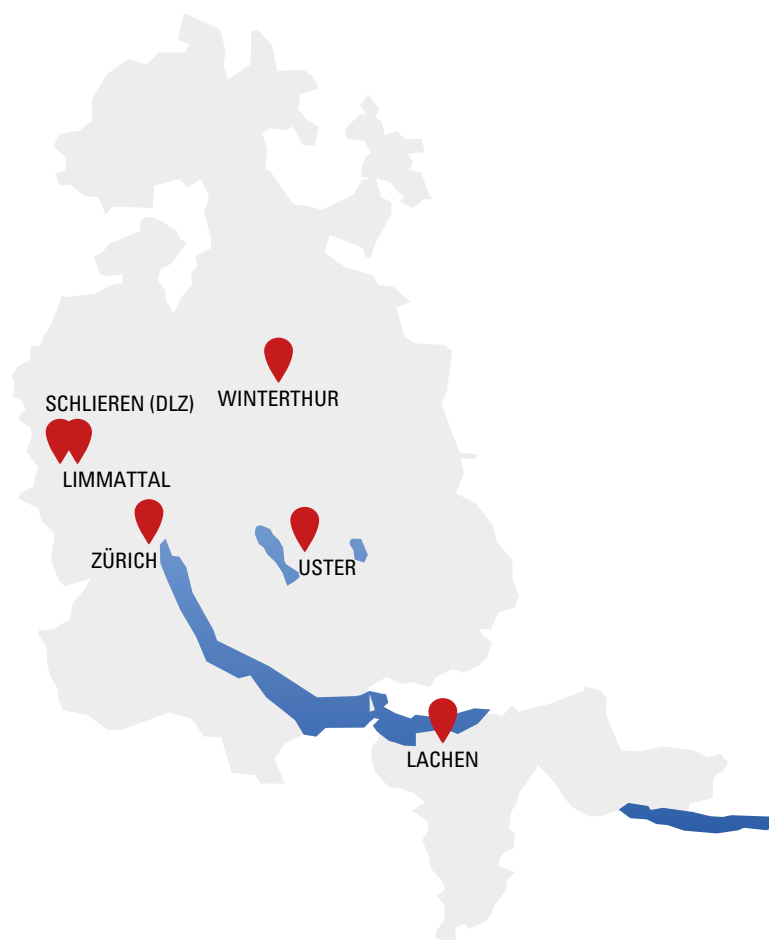 WINTERTHUR
SCHLIEREN (DLZ)
LIMMATTAL
ZÜRICH
USTER
LACHEN